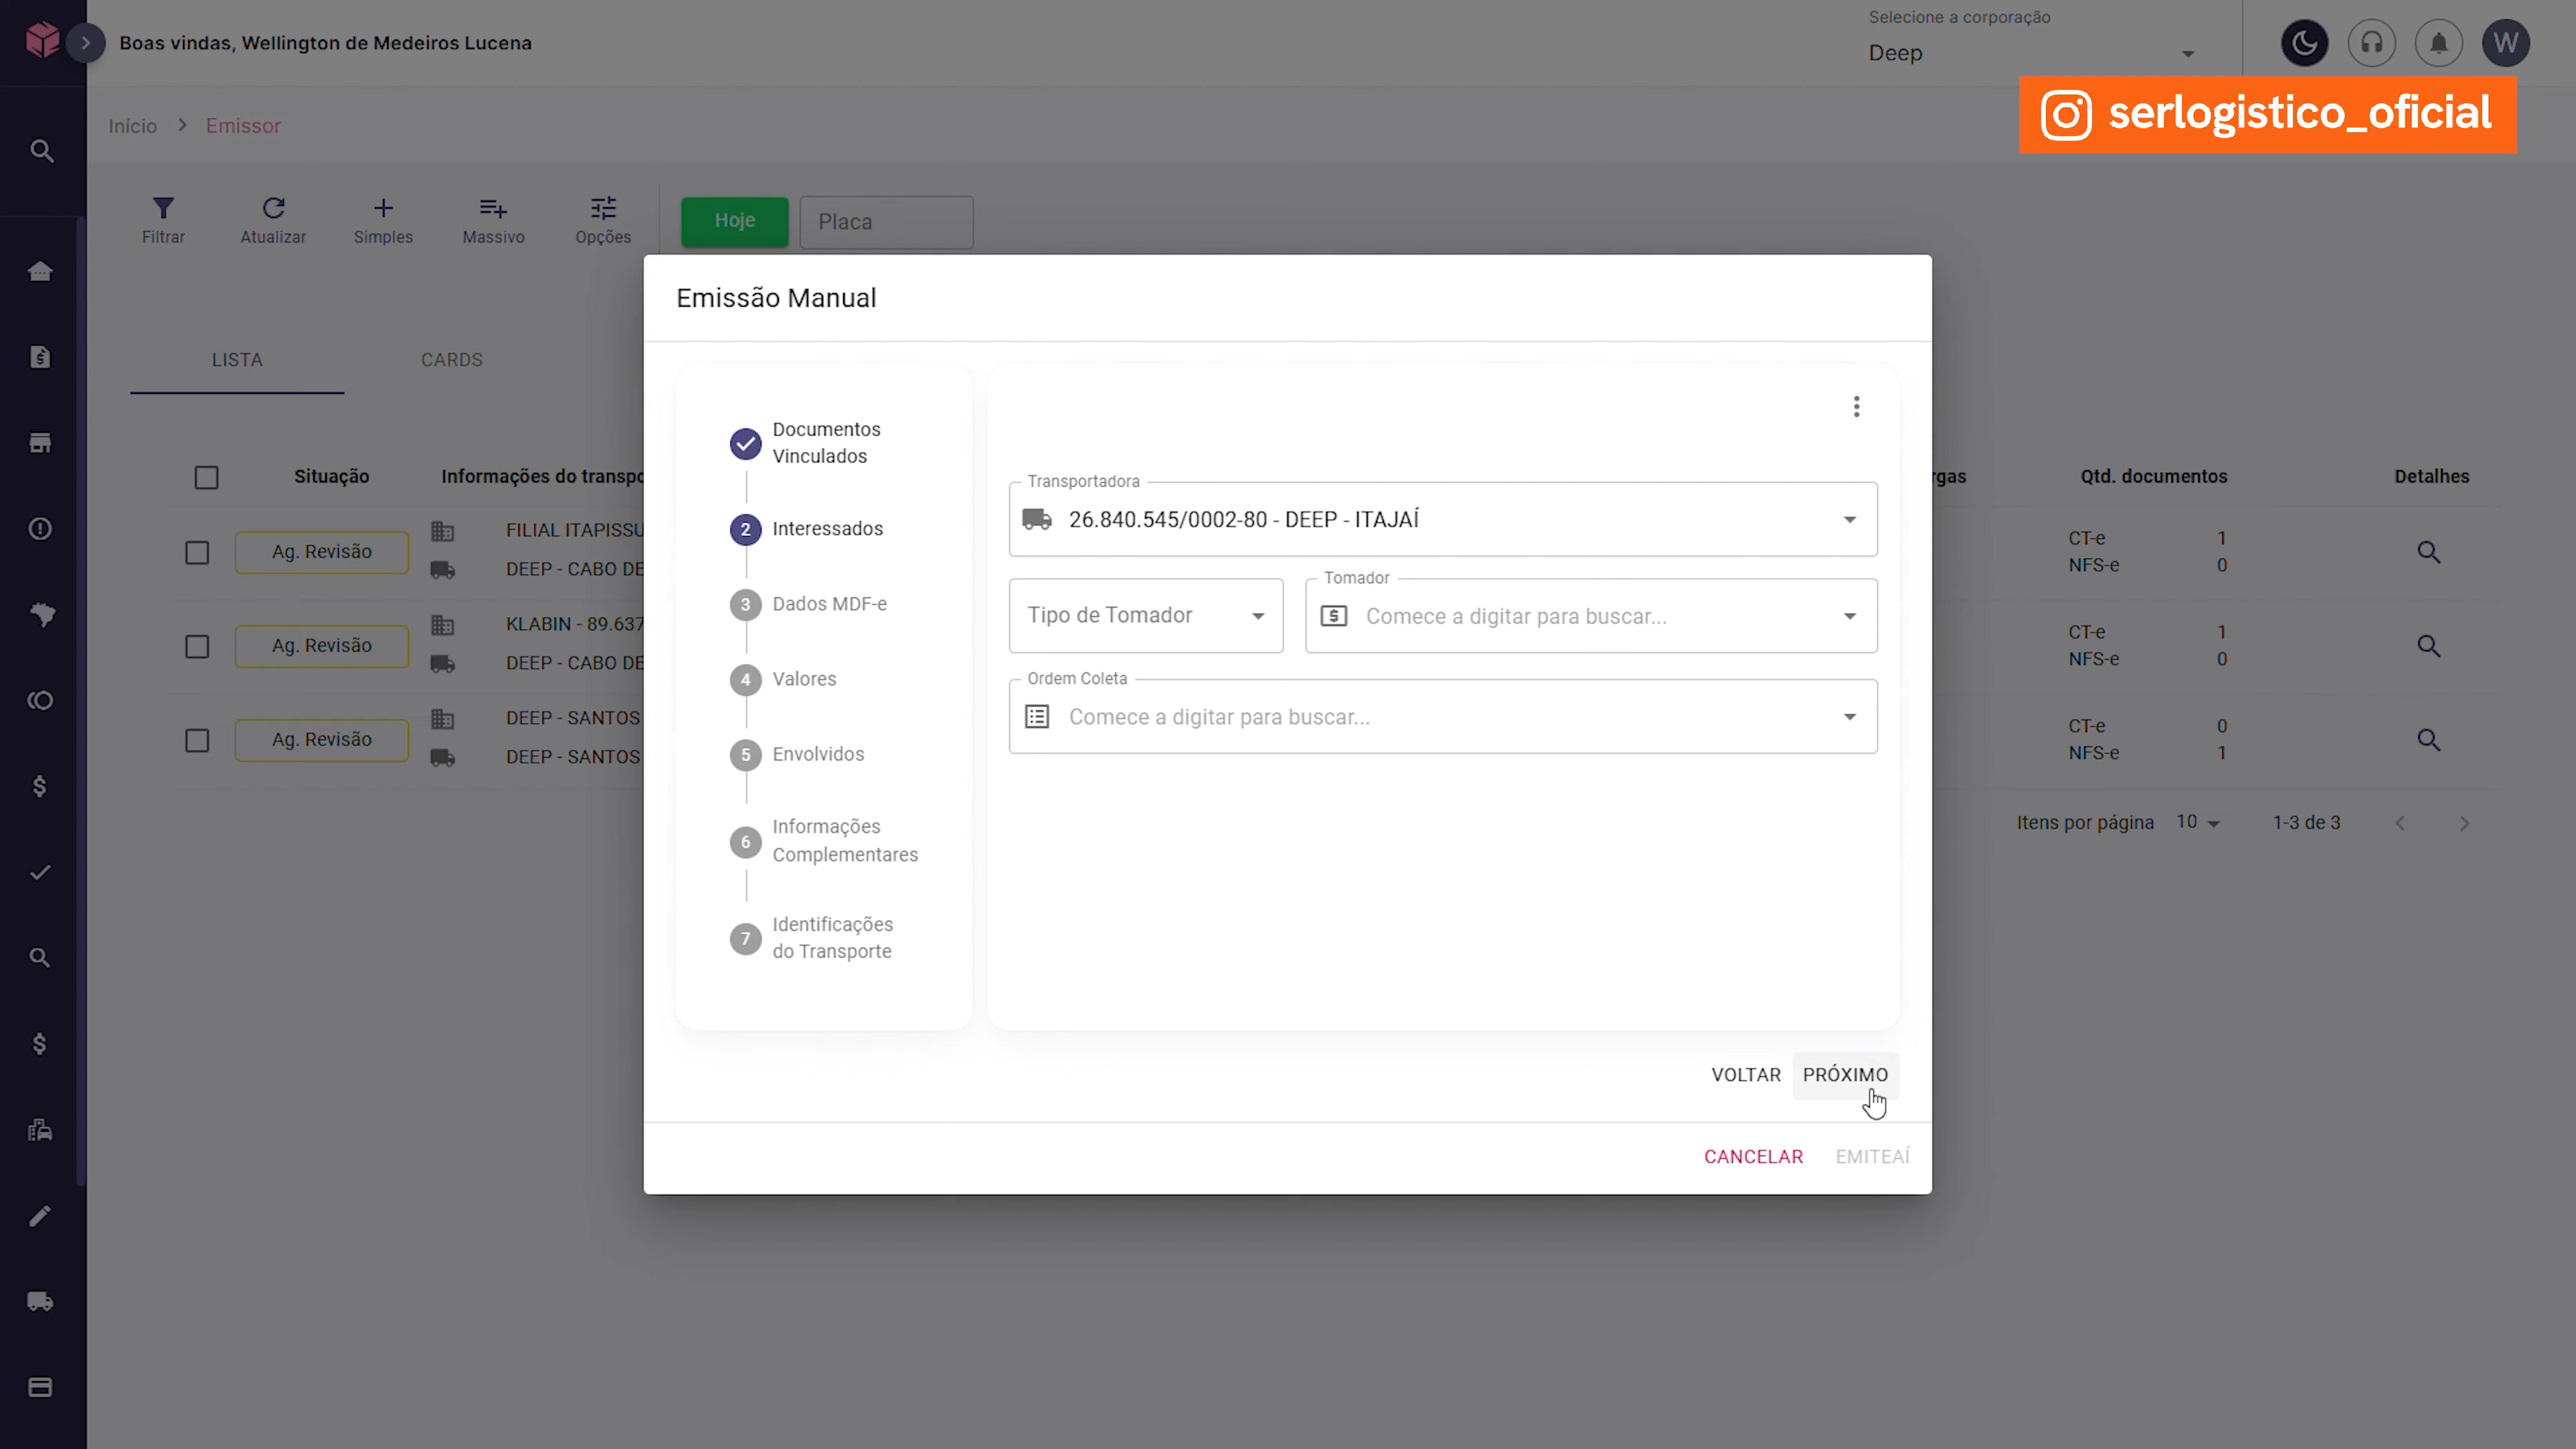 Boas vindas, Wellington de Medeiros Lucena
Selecione a corporação
Deep
W
serlogistico_oficial
Início > Emissor
Filtrar
Atualizar
Simples
Massivo
Opções
Hoje
Placa
LISTA
CARDS
Situação
Informações do transpo
rgas
Qtd. documentos
Detalhes
Ag. Revisão
FILIAL ITAPISSU
DEEP - CABO DE
CT-e 1
NFS-e 0
Ag. Revisão
KLABIN - 89.637
DEEP - CABO DE
CT-e 1
NFS-e 0
Ag. Revisão
DEEP - SANTOS
DEEP - SANTOS
CT-e 0
NFS-e 1
Itens por página 10
1-3 de 3
Emissão Manual
Documentos
Vinculados
2 Interessados
3 Dados MDF-e
4 Valores
5 Envolvidos
6 Informações
Complementares
7 Identificações
do Transporte
Transportadora
26.840.545/0002-80 - DEEP - ITAJAÍ
Tipo de Tomador
Tomador
Comece a digitar para buscar...
Ordem Coleta
Comece a digitar para buscar...
VOLTAR
PRÓXIMO
CANCELAR
EMITEAÍ